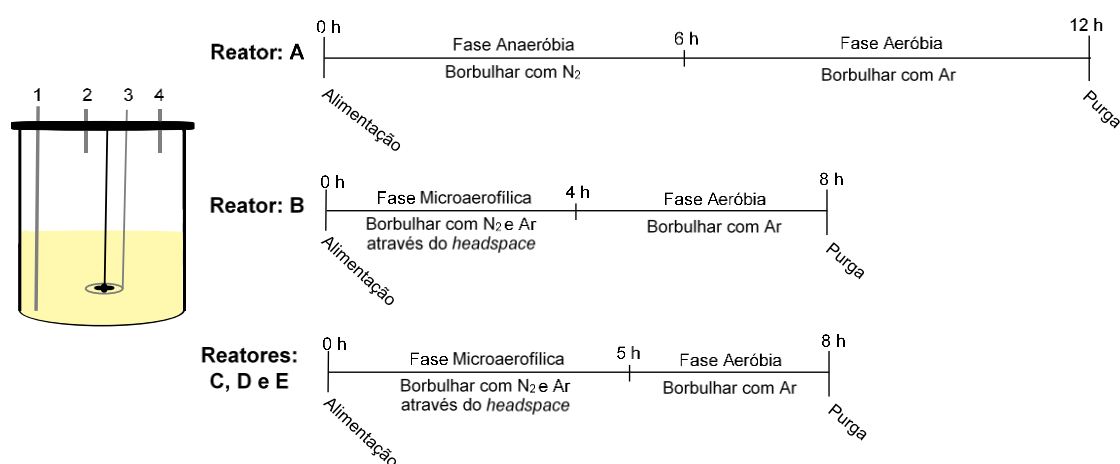 1 2 3 4
Reator: A
0 h
Fase Anaeróbia
6 h
Fase Aeróbia
12 h
Borbulhar com N₂
Borbulhar com Ar
Alimentação
Purga
Reator: B
0 h
Fase Microaerofílica
4 h
Fase Aeróbia
8 h
Borbulhar com N₂ e Ar
através do headspace
Borbulhar com Ar
Alimentação
Purga
Reatores:
C, D e E
0 h
Fase Microaerofílica
5 h
Fase Aeróbia
8 h
Borbulhar com N₂ e Ar
através do headspace
Borbulhar com Ar
Alimentação
Purga